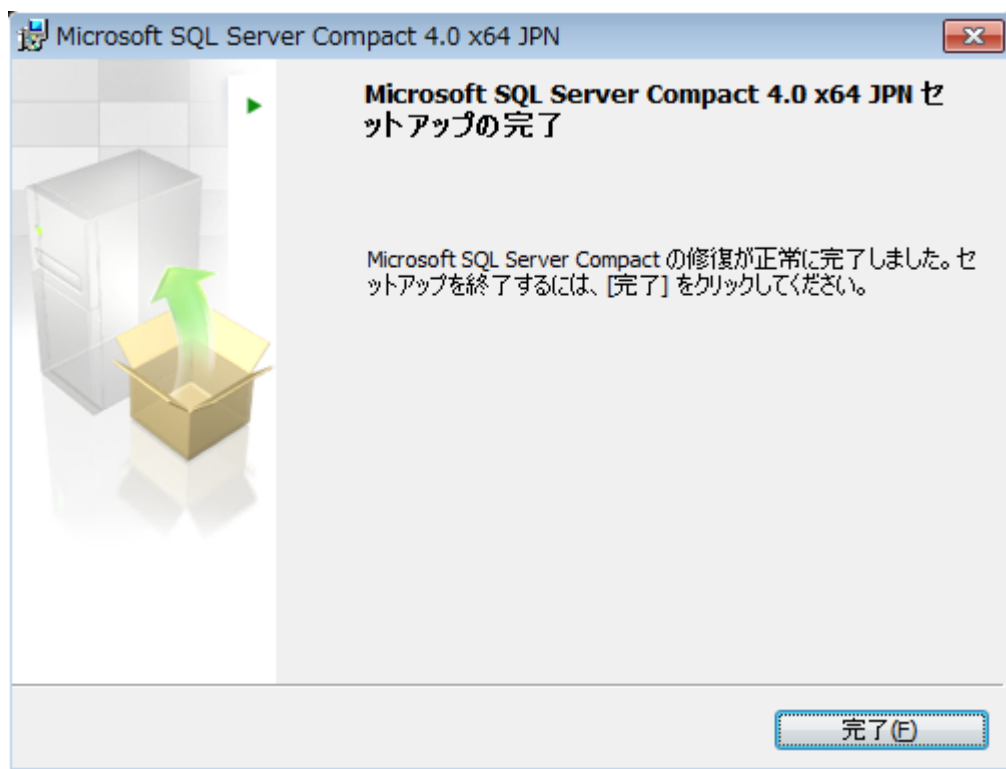 Microsoft SQL Server Compact 4.0 x64 JPN
Microsoft SQL Server Compact 4.0 x64 JPN セ
ットアップの完了
Microsoft SQL Server Compact の修復が正常に完了しました。セ
ットアップを終了するには、[完了] をクリックしてください。
完了(F)